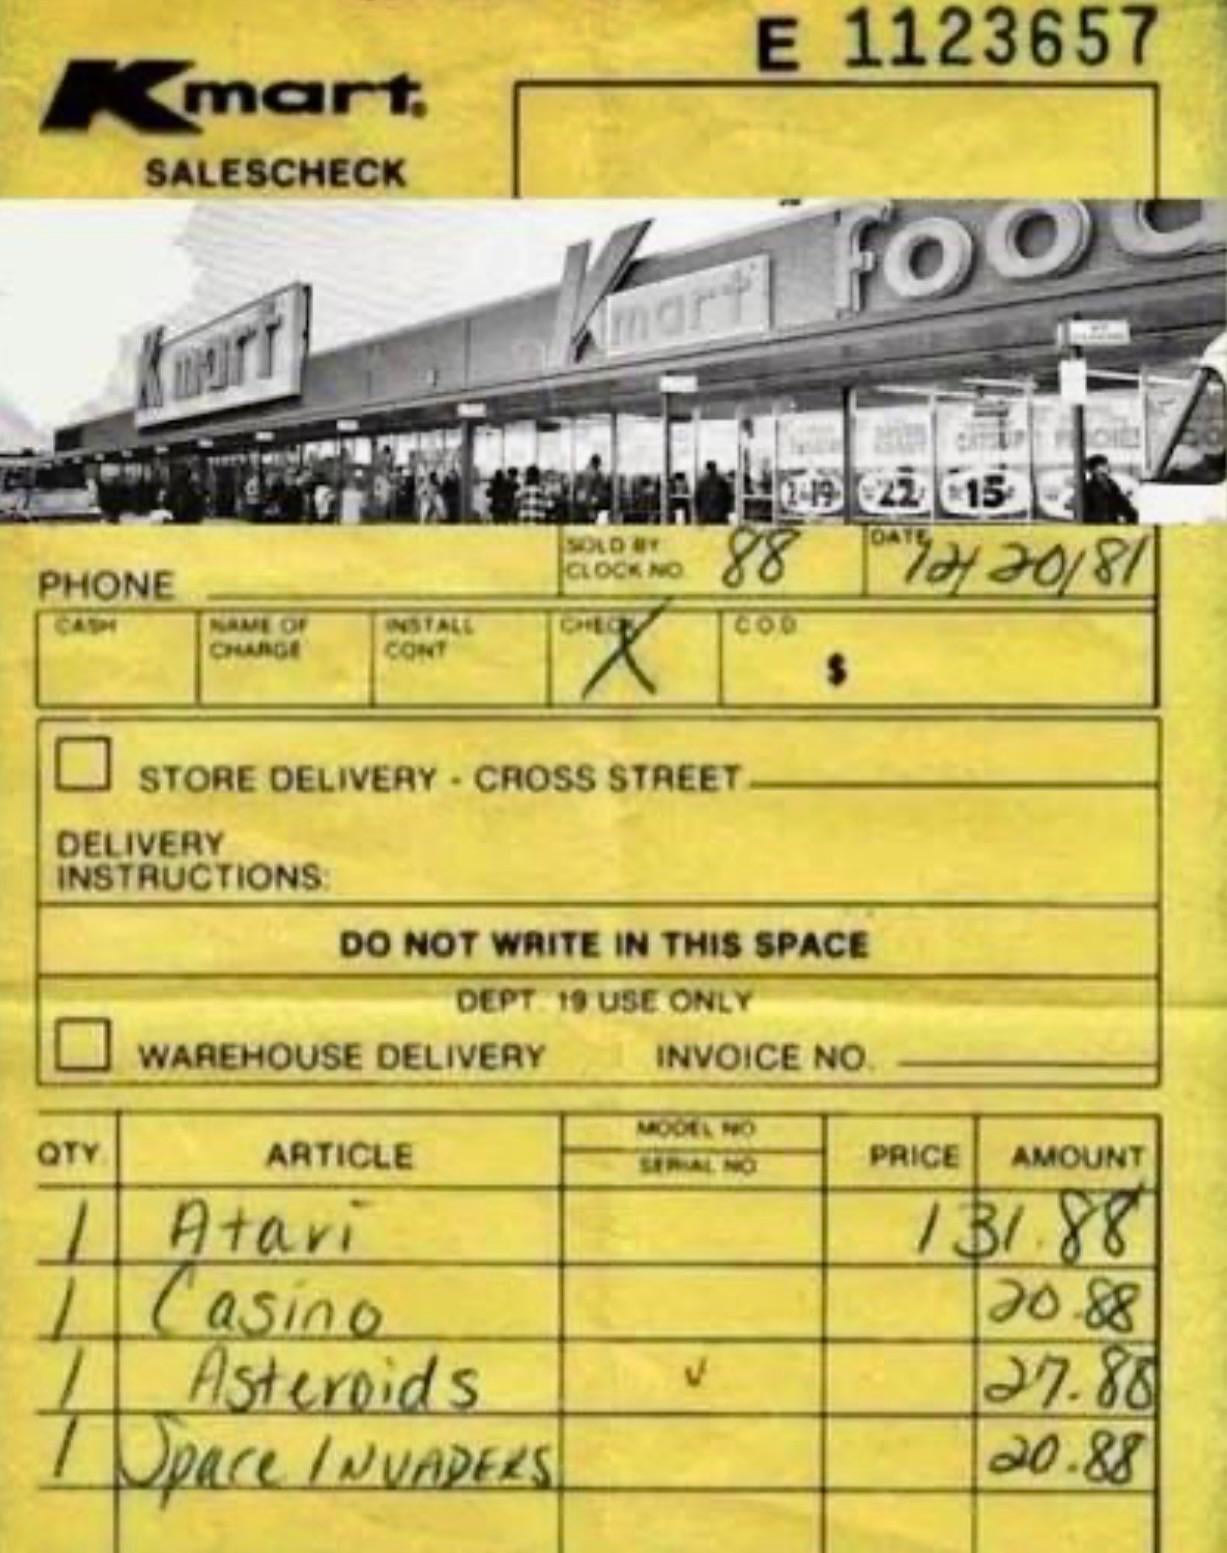 E 1123657
Kmart.
SALESCHECK
Kmart
Kmart food
2 $19 22¢ 15¢
CATSUP PEACHES
SOLD BY CLOCK NO. 88 DATE 12/20/81
PHONE
CASH NAME OF CHARGE INSTALL CONT CHECK X C.O.D. $
STORE DELIVERY - CROSS STREET
DELIVERY
INSTRUCTIONS:
DO NOT WRITE IN THIS SPACE
DEPT. 19 USE ONLY
WAREHOUSE DELIVERY INVOICE NO.
QTY. ARTICLE MODEL NO SERIAL NO PRICE AMOUNT
1 Atari 131.88
1 Casino 20.88
1 Asteroids √ 27.88
1 Space INVADERS 20.88